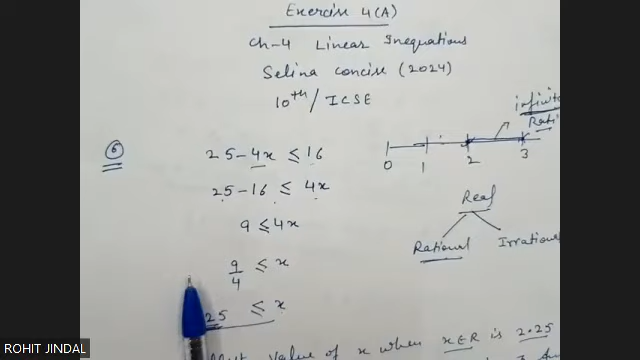 Exercise 4(A)
Ch-4 Linear Inequations
Selina concise (2024)
10th / ICSE
infinite
Rati
0 1 2 3
6
25-4x ≤ 16
25-16 ≤ 4x
9 ≤ 4x
9/4 ≤ x
25 ≤ x
Real
Rational Irrational
value of x when x∈R is 2.25
ROHIT JINDAL